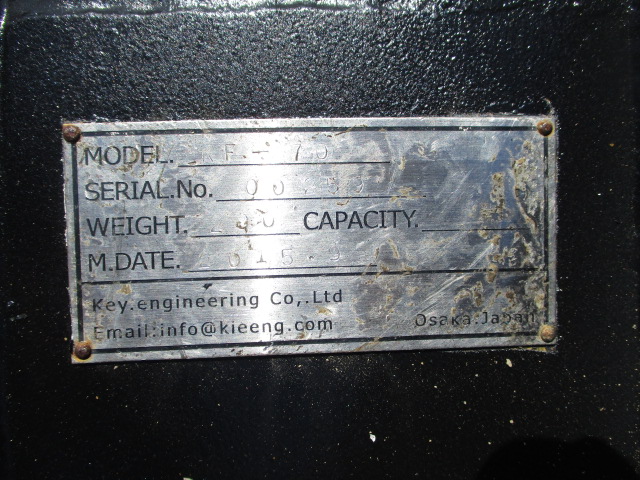 MODEL.
SERIAL.No.
WEIGHT. CAPACITY.
M.DATE.
Key.engineering Co,.Ltd
Email:info@kieeng.com Osaka.Japan